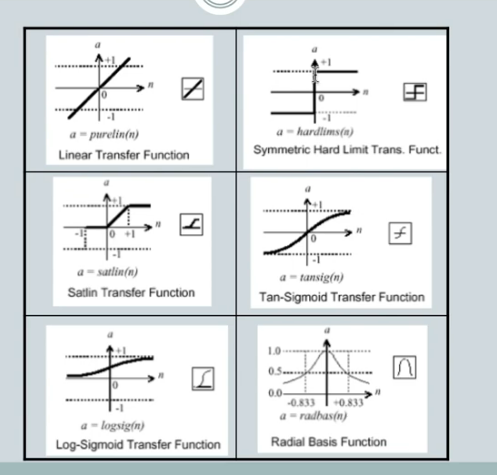 a
+1
n
0
-1
a = purelin(n)
Linear Transfer Function
a
+1
n
0
-1
a = hardlims(n)
Symmetric Hard Limit Trans. Funct.
a
+1
n
-1 0 +1
-1
a = satlin(n)
Satlin Transfer Function
a
+1
n
0
-1
a = tansig(n)
Tan-Sigmoid Transfer Function
a
+1
n
0
-1
a = logsig(n)
Log-Sigmoid Transfer Function
a
1.0
0.5
0.0
n
-0.833 +0.833
a = radbas(n)
Radial Basis Function